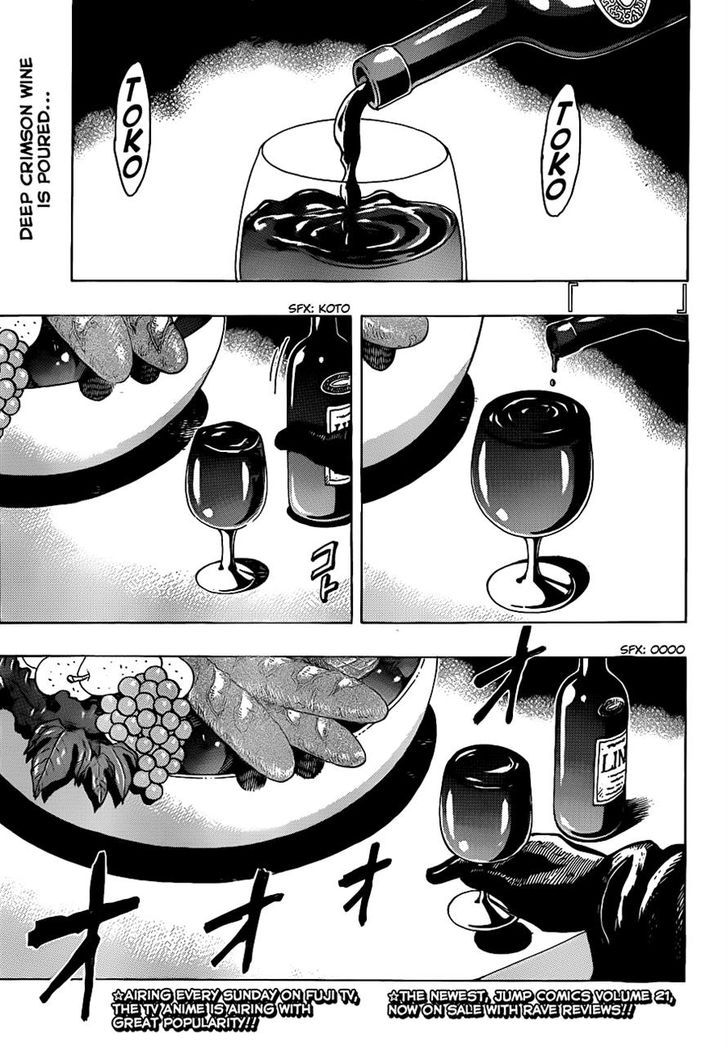 DEEP CRIMSON WINE
IS POURED...
TOKO
TOKO
SFX: KOTO
コト
SFX: OOOO
オ
オ
オ
オ
LIN
☆AIRING EVERY SUNDAY ON FUJI TV,
THE TV ANIME IS AIRING WITH
GREAT POPULARITY!!
☆THE NEWEST, JUMP COMICS VOLUME 21,
NOW ON SALE WITH RAVE REVIEWS!!